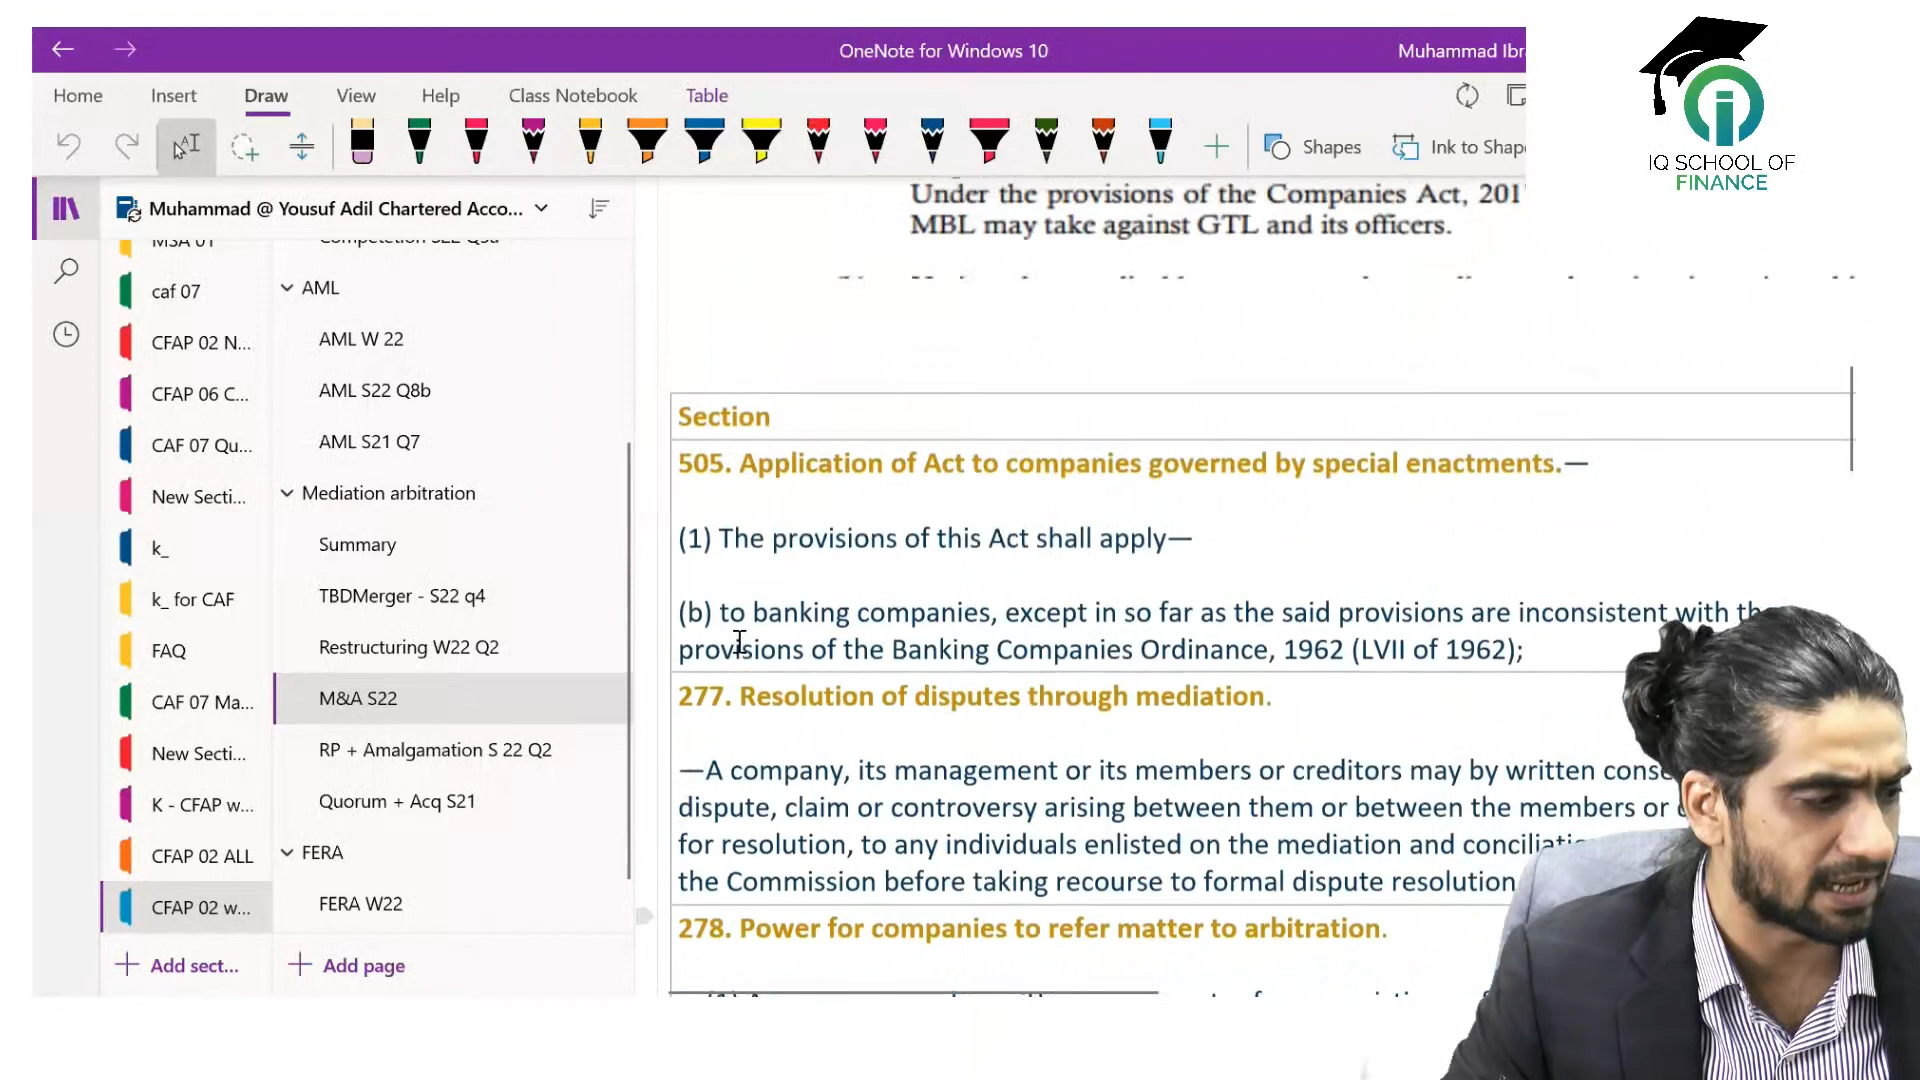 OneNote for Windows 10
Muhammad Ibr
Home Insert Draw View Help Class Notebook Table
Shapes
Ink to Shap
IQ SCHOOL OF
FINANCE
Muhammad @ Yousuf Adil Chartered Acco...
caf 07
CFAP 02 N...
CFAP 06 C...
CAF 07 Qu...
New Secti...
k_
k_ for CAF
FAQ
CAF 07 Ma...
New Secti...
K - CFAP w...
CFAP 02 ALL
CFAP 02 w...
Add sect...
AML
AML W 22
AML S22 Q8b
AML S21 Q7
Mediation arbitration
Summary
TBDMerger - S22 q4
Restructuring W22 Q2
M&A S22
RP + Amalgamation S 22 Q2
Quorum + Acq S21
FERA
FERA W22
Add page
Under the provisions of the Companies Act, 201
MBL may take against GTL and its officers.
Section
505. Application of Act to companies governed by special enactments.—
(1) The provisions of this Act shall apply—
(b) to banking companies, except in so far as the said provisions are inconsistent with the
provisions of the Banking Companies Ordinance, 1962 (LVII of 1962);
277. Resolution of disputes through mediation.
—A company, its management or its members or creditors may by written conse
dispute, claim or controversy arising between them or between the members or
for resolution, to any individuals enlisted on the mediation and conciliat
the Commission before taking recourse to formal dispute resolution
278. Power for companies to refer matter to arbitration.